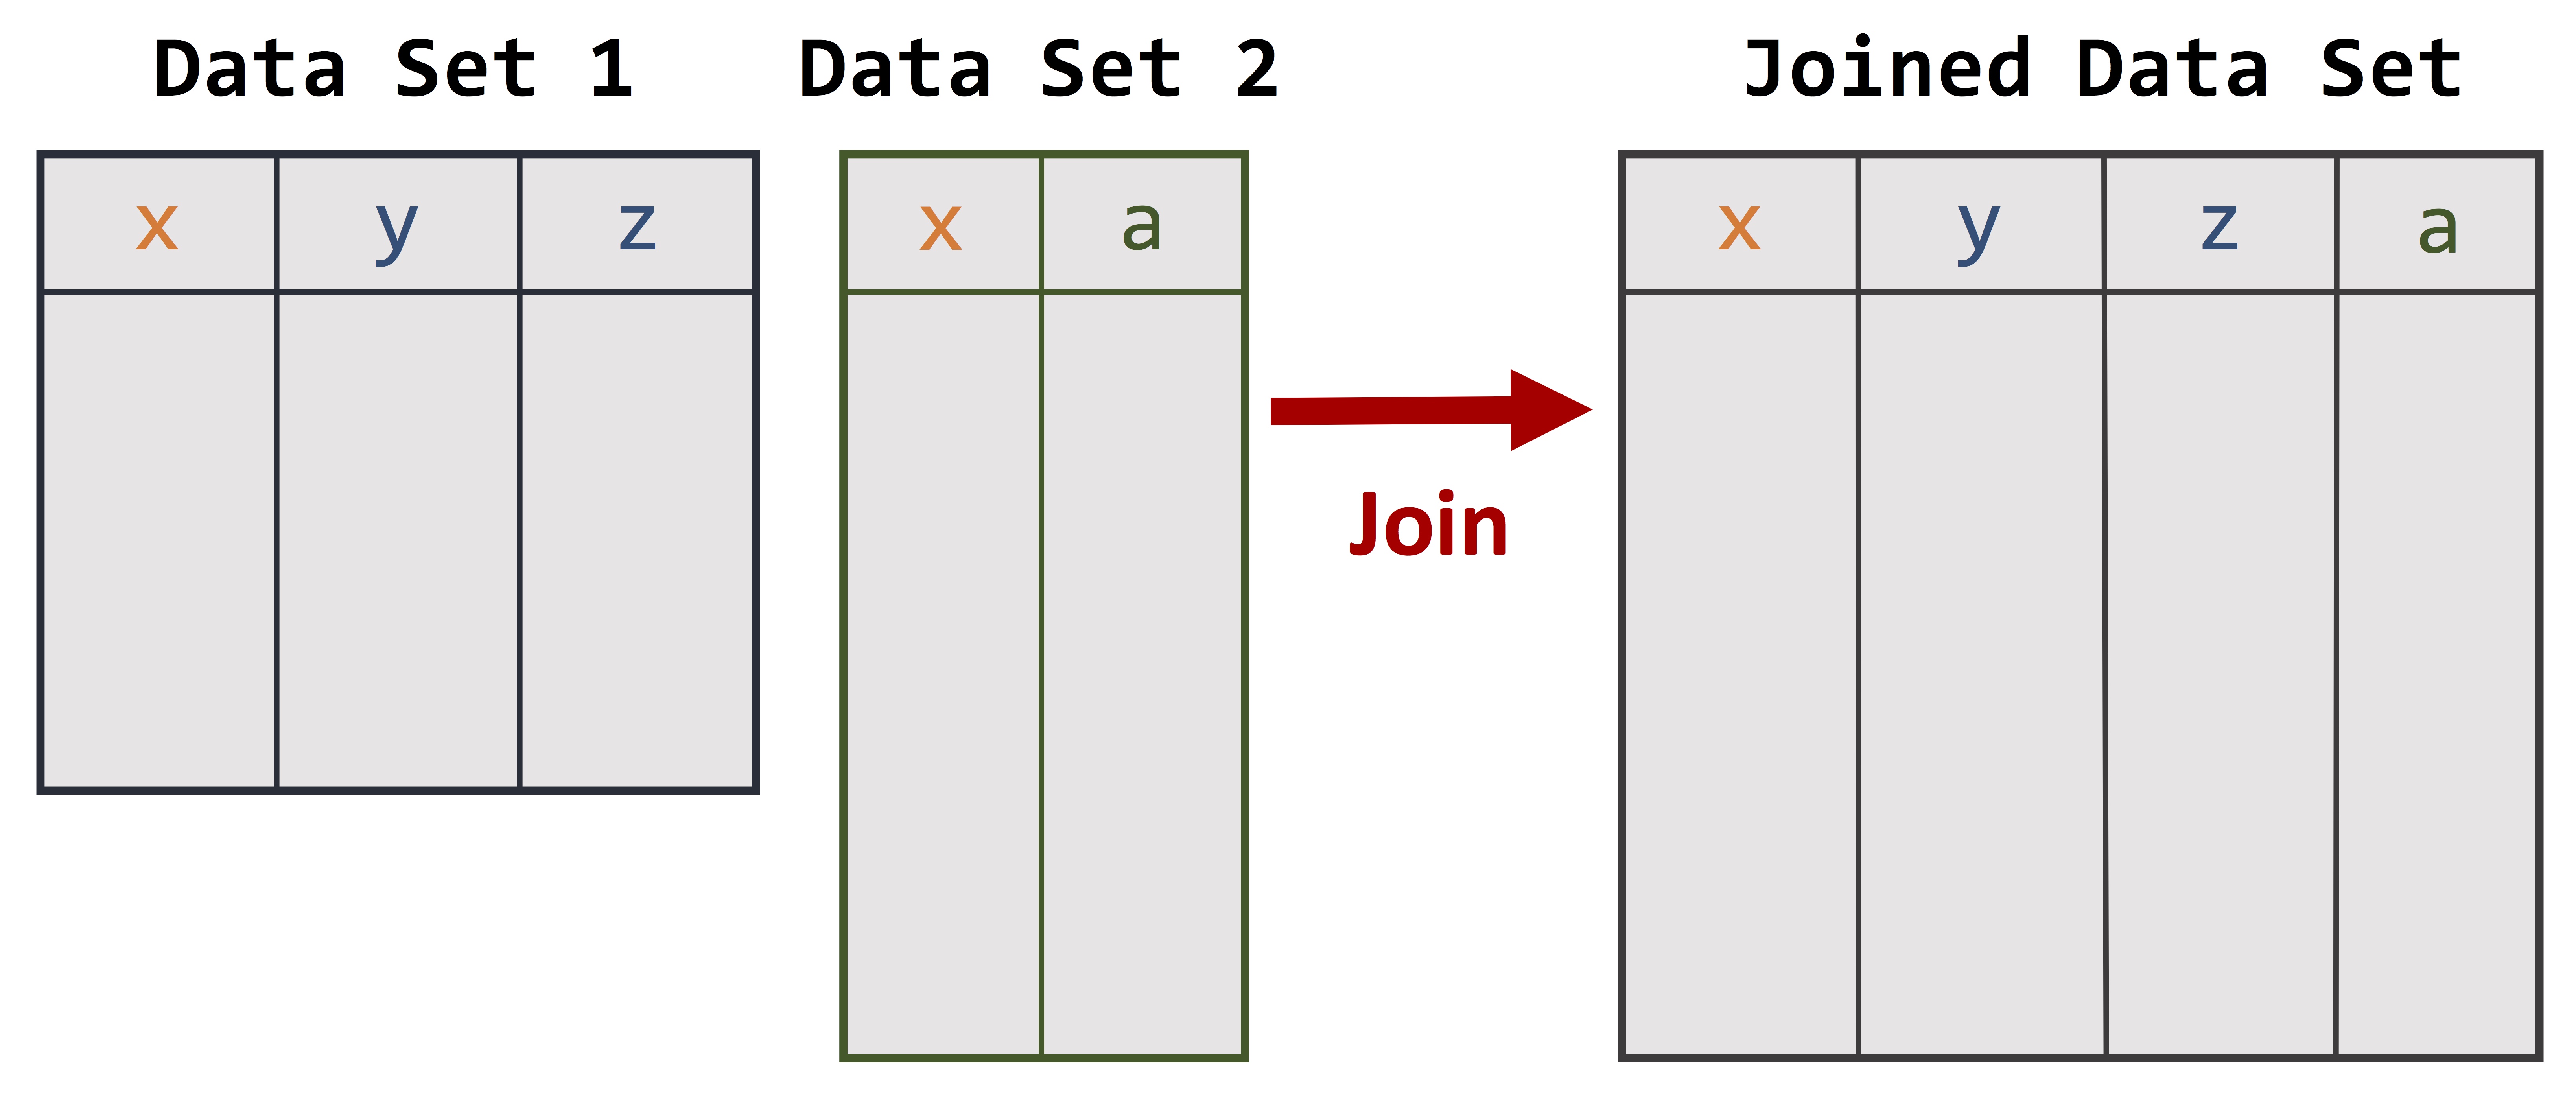 Data Set 1
Data Set 2
Joined Data Set
x y z
x a
x y z a
Join